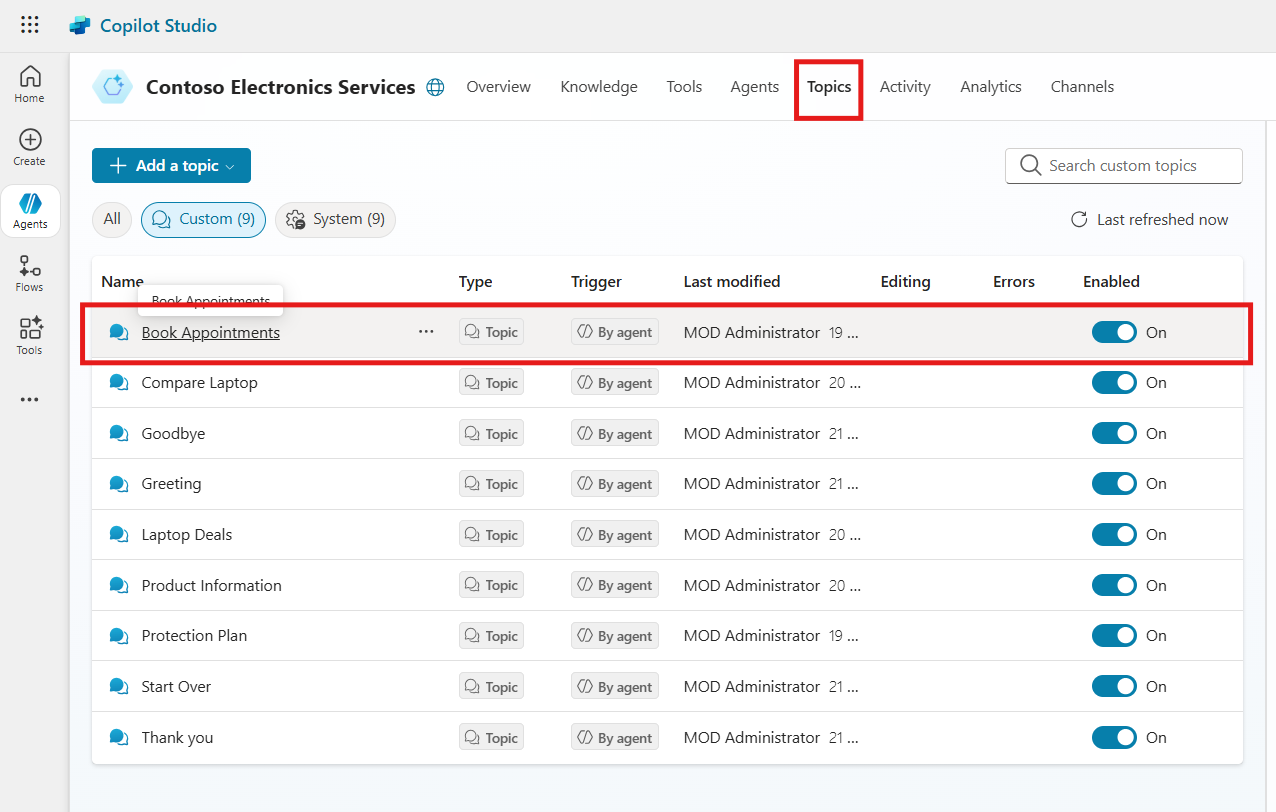 Copilot Studio
Home
Create
Agents
Flows
Tools
Contoso Electronics Services Overview Knowledge Tools Agents Topics Activity Analytics Channels
Add a topic
Search custom topics
All Custom (9) System (9) Last refreshed now
Name Type Trigger Last modified Editing Errors Enabled
Book Appointments
Book Appointments ... Topic By agent MOD Administrator 19 ... On
Compare Laptop Topic By agent MOD Administrator 20 ... On
Goodbye Topic By agent MOD Administrator 21 ... On
Greeting Topic By agent MOD Administrator 21 ... On
Laptop Deals Topic By agent MOD Administrator 20 ... On
Product Information Topic By agent MOD Administrator 20 ... On
Protection Plan Topic By agent MOD Administrator 19 ... On
Start Over Topic By agent MOD Administrator 21 ... On
Thank you Topic By agent MOD Administrator 21 ... On